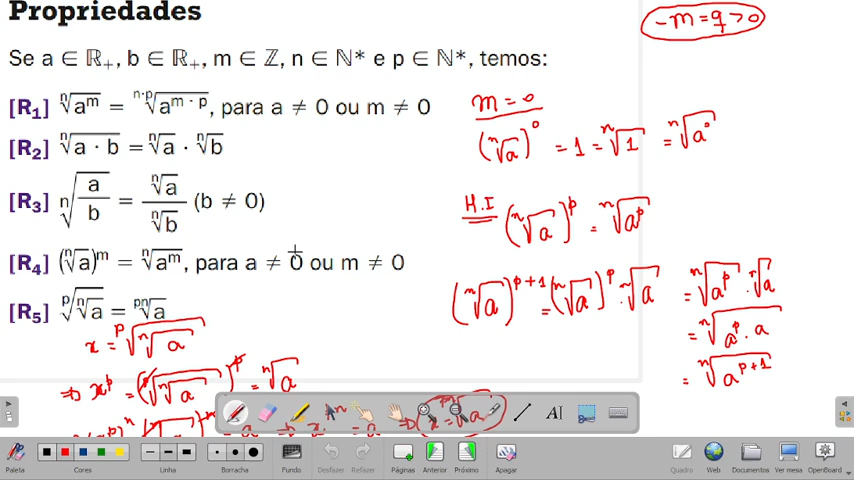 Propriedades
Se a ∈ ℝ₊, b ∈ ℝ₊, m ∈ ℤ, n ∈ ℕ* e p ∈ ℕ*, temos:
[R₁] ⁿ√(aᵐ) = ⁿ·ᵖ√(aᵐ·ᵖ), para a ≠ 0 ou m ≠ 0
[R₂] ⁿ√(a · b) = ⁿ√a · ⁿ√b
[R₃] ⁿ√(a/b) = ⁿ√a / ⁿ√b (b ≠ 0)
[R₄] (ⁿ√a)ᵐ = ⁿ√(aᵐ), para a ≠ 0 ou m ≠ 0
[R₅] ᵖ√(ⁿ√a) = ᵖⁿ√a
x = ᵖ√(ⁿ√a)
⇒ xᵖ = (ᵖ√(ⁿ√a))ᵖ = ⁿ√a
-m = q > 0
m = 0
(ⁿ√a)⁰ = 1 = ⁿ√1 = ⁿ√(a⁰)
H.I (ⁿ√a)ᵖ = ⁿ√(aᵖ)
(ⁿ√a)ᵖ⁺¹ = (ⁿ√a)ᵖ · ⁿ√a = ⁿ√(aᵖ) · ⁿ√a
= ⁿ√(aᵖ · a)
= ⁿ√(aᵖ⁺¹)
Paleta Cores Linha Borracha Fundo Desfazer Refazer Páginas Anterior Próximo Apagar Quadro Web Documentos Ver mesa OpenBoard